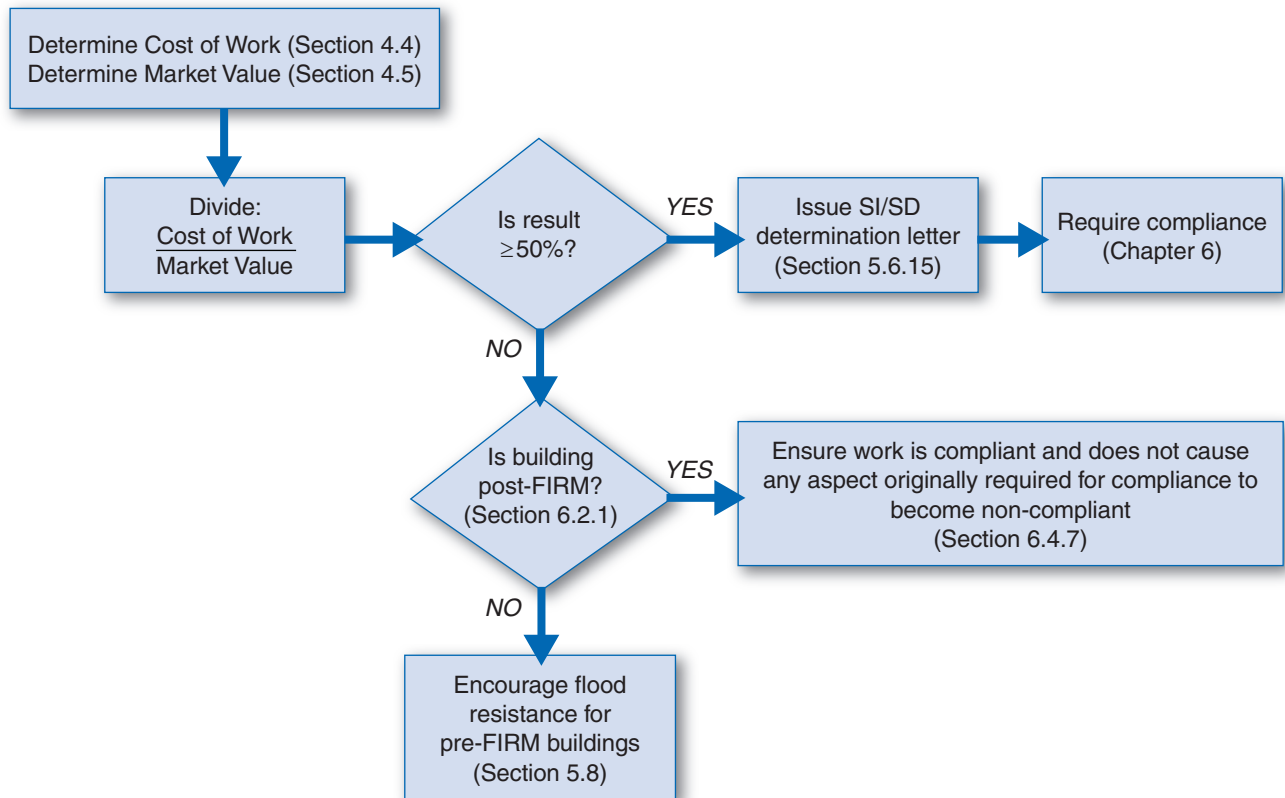 Determine Cost of Work (Section 4.4)
Determine Market Value (Section 4.5)
Divide:
Cost of Work
Market Value
Is result
≥50%?
YES
Issue SI/SD
determination letter
(Section 5.6.15)
Require compliance
(Chapter 6)
NO
Is building
post-FIRM?
(Section 6.2.1)
YES
Ensure work is compliant and does not cause
any aspect originally required for compliance to
become non-compliant
(Section 6.4.7)
NO
Encourage flood
resistance for
pre-FIRM buildings
(Section 5.8)